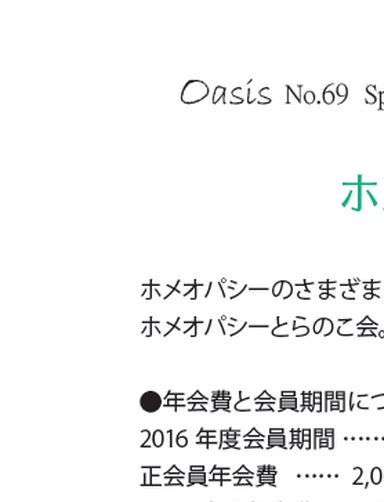 Oasis No.69 Sp
ホ
ホメオパシーのさまざま
ホメオパシーとらのこ会。
●年会費と会員期間につ
2016 年度会員期間 ……
正会員年会費 …… 2,0